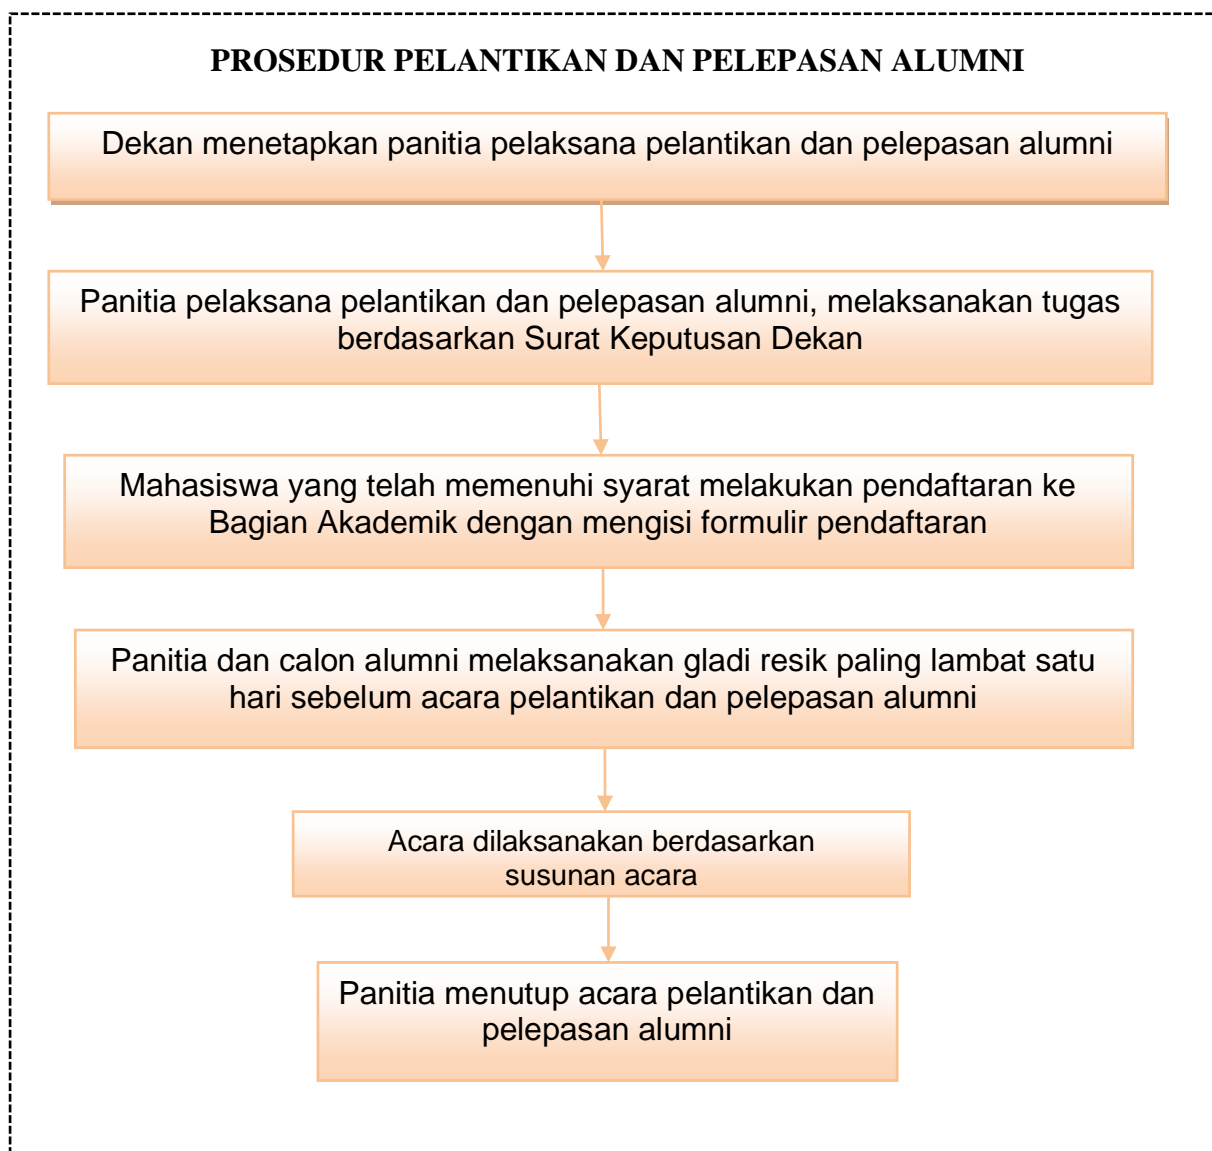 PROSEDUR PELANTIKAN DAN PELEPASAN ALUMNI
Dekan menetapkan panitia pelaksana pelantikan dan pelepasan alumni
Panitia pelaksana pelantikan dan pelepasan alumni, melaksanakan tugas
berdasarkan Surat Keputusan Dekan
Mahasiswa yang telah memenuhi syarat melakukan pendaftaran ke
Bagian Akademik dengan mengisi formulir pendaftaran
Panitia dan calon alumni melaksanakan gladi resik paling lambat satu
hari sebelum acara pelantikan dan pelepasan alumni
Acara dilaksanakan berdasarkan
susunan acara
Panitia menutup acara pelantikan dan
pelepasan alumni